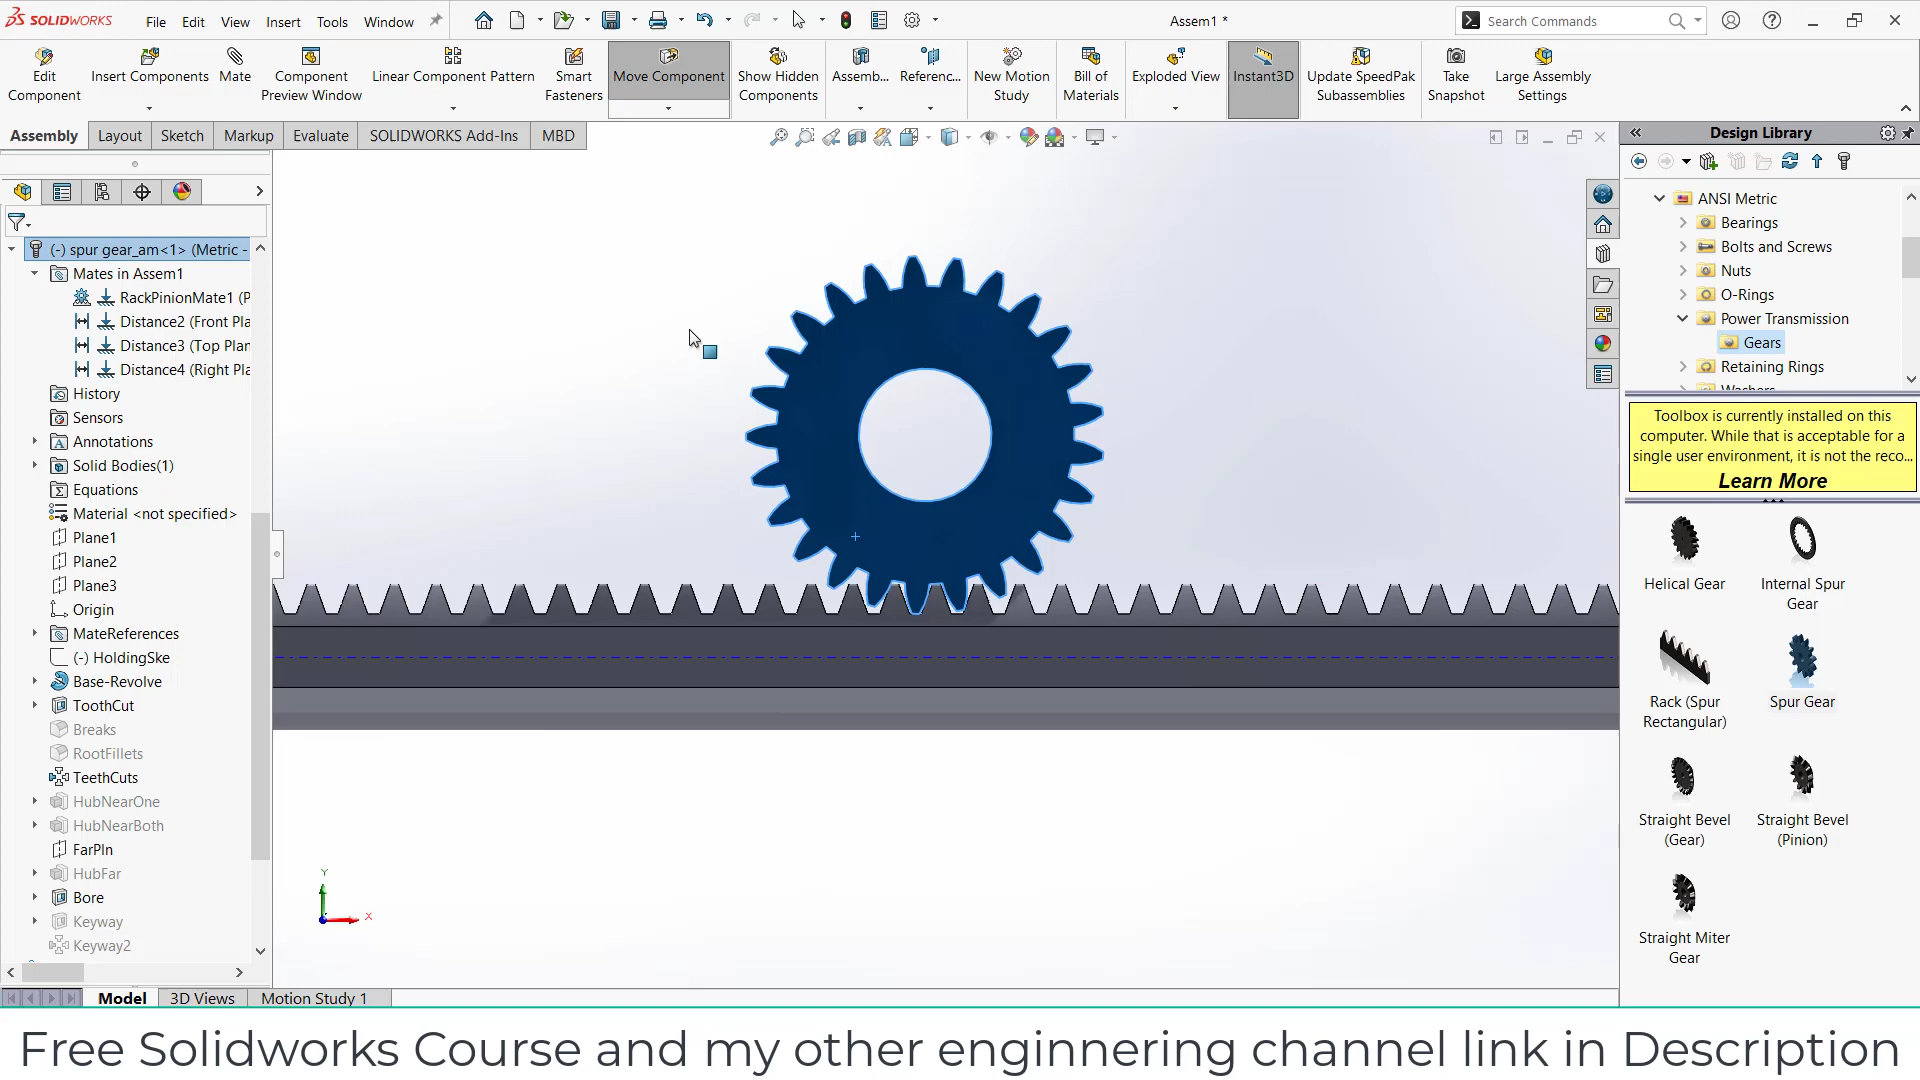 SOLIDWORKS
File
Edit
View
Insert
Tools
Window
Assem1 *
Search Commands
Edit
Component
Insert Components
Mate
Component
Preview Window
Linear Component Pattern
Smart
Fasteners
Move Component
Show Hidden
Components
Assemb...
Referenc...
New Motion
Study
Bill of
Materials
Exploded View
Instant3D
Update SpeedPak
Subassemblies
Take
Snapshot
Large Assembly
Settings
Assembly
Layout
Sketch
Markup
Evaluate
SOLIDWORKS Add-Ins
MBD
(-) spur gear_am<1> (Metric -
Mates in Assem1
RackPinionMate1 (P
Distance2 (Front Pla
Distance3 (Top Plan
Distance4 (Right Pla
History
Sensors
Annotations
Solid Bodies(1)
Equations
Material <not specified>
Plane1
Plane2
Plane3
Origin
MateReferences
(-) HoldingSke
Base-Revolve
ToothCut
Breaks
RootFillets
TeethCuts
HubNearOne
HubNearBoth
FarPln
HubFar
Bore
Keyway
Keyway2
Y
X
Model
3D Views
Motion Study 1
Design Library
ANSI Metric
Bearings
Bolts and Screws
Nuts
O-Rings
Power Transmission
Gears
Retaining Rings
Toolbox is currently installed on this
computer. While that is acceptable for a
single user environment, it is not the reco...
Learn More
Helical Gear
Internal Spur
Gear
Rack (Spur
Rectangular)
Spur Gear
Straight Bevel
(Gear)
Straight Bevel
(Pinion)
Straight Miter
Gear
Free Solidworks Course and my other enginnering channel link in Description